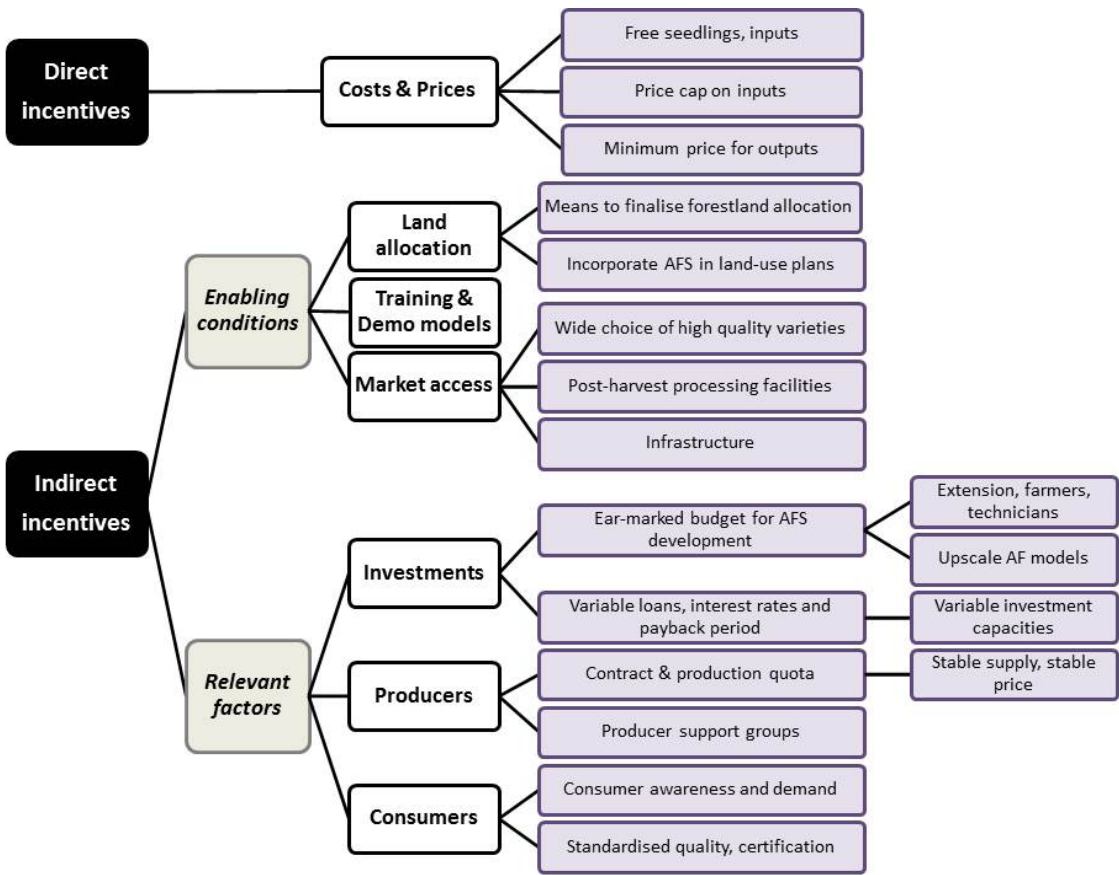 Direct
incentives
Costs & Prices
Free seedlings, inputs
Price cap on inputs
Minimum price for outputs
Indirect
incentives
Enabling
conditions
Land
allocation
Means to finalise forestland allocation
Incorporate AFS in land-use plans
Training &
Demo models
Market access
Wide choice of high quality varieties
Post-harvest processing facilities
Infrastructure
Relevant
factors
Investments
Ear-marked budget for AFS
development
Extension, farmers,
technicians
Upscale AF models
Variable loans, interest rates and
payback period
Variable investment
capacities
Producers
Contract & production quota
Stable supply, stable
price
Producer support groups
Consumers
Consumer awareness and demand
Standardised quality, certification